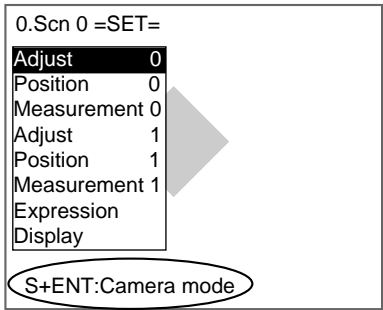 0.Scn 0 =SET=
Adjust 0
Position 0
Measurement 0
Adjust 1
Position 1
Measurement 1
Expression
Display
S+ENT:Camera mode